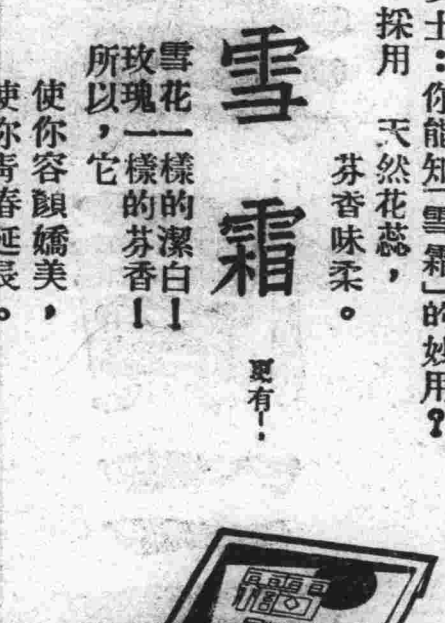 士：你能知「雪霜」的妙用？
採用　天然花蕊，
芬香味柔。
雪霜
更有！：
雪花一樣的潔白！
玫瑰一樣的芬香！
所以，它
使你容顏嬌美，
使你青春延長。